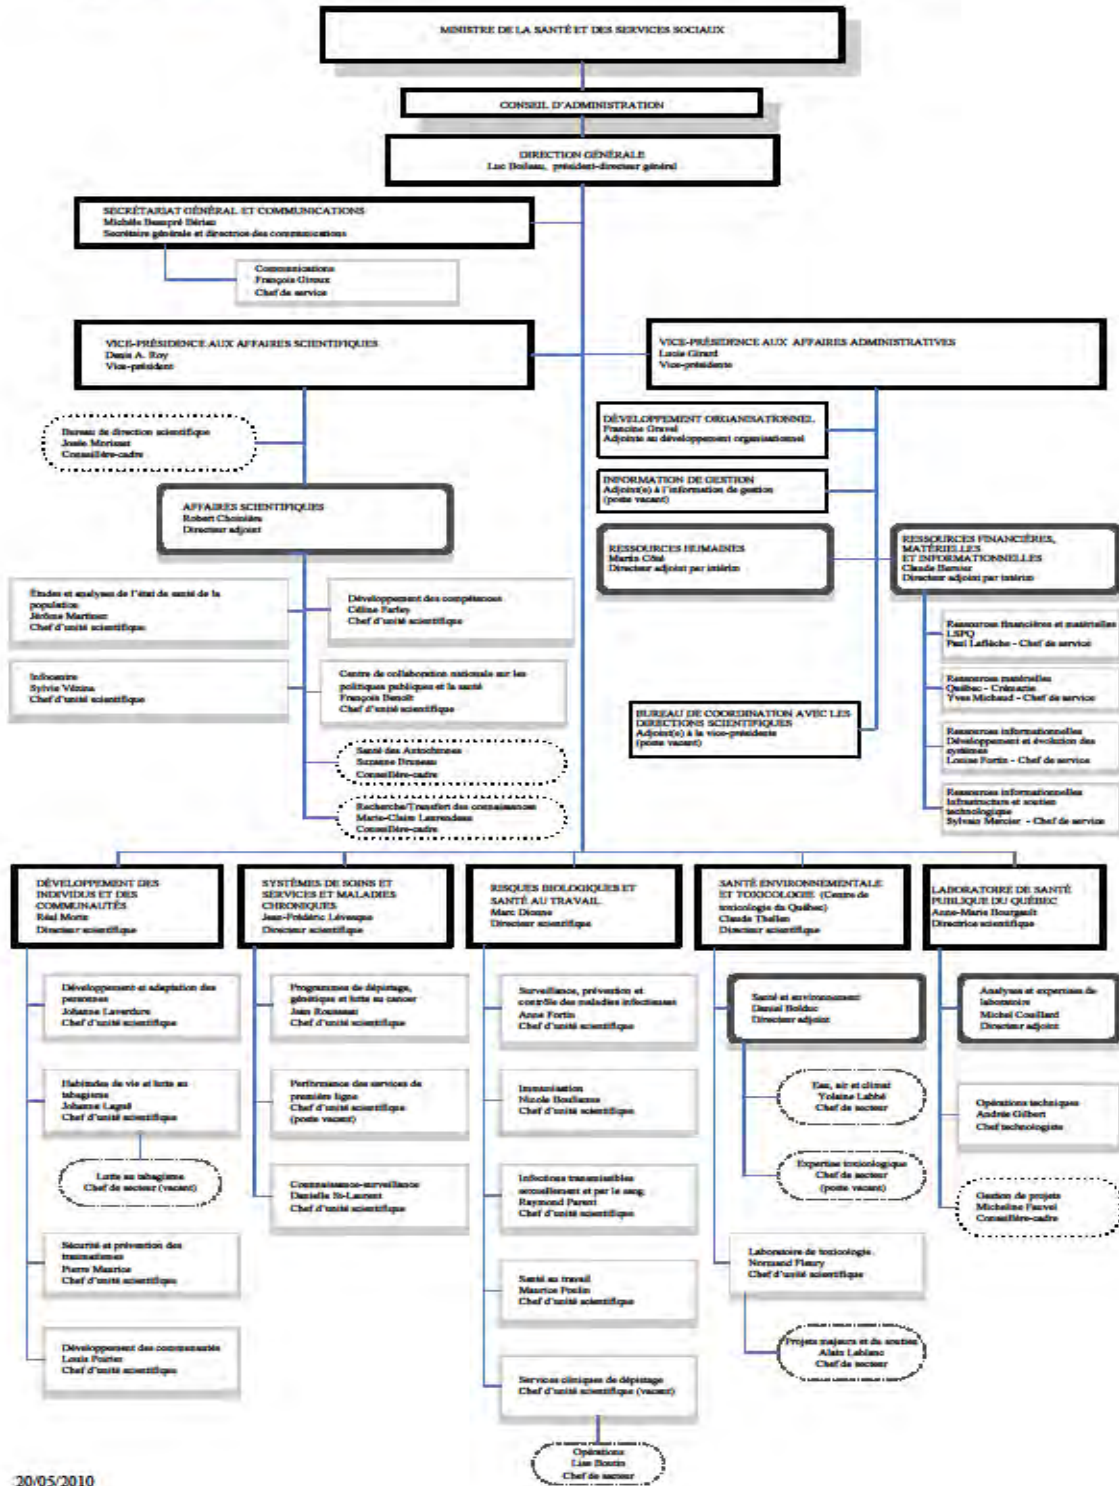 MINISTRE DE LA SANTÉ ET DES SERVICES SOCIAUX
CONSEIL D'ADMINISTRATION
DIRECTION GÉNÉRALE
Luc Boileau, président-directeur général
SECRÉTARIAT GÉNÉRAL ET COMMUNICATIONS
Michèle Beaupré Bériau
Secrétaire générale et directrice des communications
Communications
François Giroux
Chef de service
VICE-PRÉSIDENCE AUX AFFAIRES SCIENTIFIQUES
Denis A. Roy
Vice-président
VICE-PRÉSIDENCE AUX AFFAIRES ADMINISTRATIVES
Lucie Girard
Vice-présidente
Bureau de direction scientifique
Josée Morisset
Conseillère-cadre
AFFAIRES SCIENTIFIQUES
Robert Choinière
Directeur adjoint
Études et analyses de l'état de santé de la
population
Jérôme Martinez
Chef d'unité scientifique
Développement des compétences
Céline Farley
Chef d'unité scientifique
Infocentre
Sylvie Vézina
Chef d'unité scientifique
Centre de collaboration nationale sur les
politiques publiques et la santé
François Benoit
Chef d'unité scientifique
Santé des Autochtones
Suzanne Bruneau
Conseillère-cadre
Recherche/Transfert des connaissances
Marie-Claire Laurendeau
Conseillère-cadre
DÉVELOPPEMENT ORGANISATIONNEL
Francine Gravel
Adjointe au développement organisationnel
INFORMATION DE GESTION
Adjoint(e) à l'information de gestion
(poste vacant)
RESSOURCES HUMAINES
Martin Côté
Directeur adjoint par intérim
RESSOURCES FINANCIÈRES,
MATÉRIELLES
ET INFORMATIONNELLES
Claude Bernier
Directeur adjoint par intérim
Ressources financières et matérielles
LSPQ
Paul Laflèche - Chef de service
Ressources matérielles
Québec - Crémazie
Yves Michaud - Chef de service
Ressources informationnelles
Développement et évolution des
systèmes
Louise Fortin - Chef de service
Ressources informationnelles
Infrastructure et soutien
technologique
Sylvain Mercier - Chef de service
BUREAU DE COORDINATION AVEC LES
DIRECTIONS SCIENTIFIQUES
Adjoint(e) à la vice-présidente
(poste vacant)
DÉVELOPPEMENT DES
INDIVIDUS ET DES
COMMUNAUTÉS
Réal Morin
Directeur scientifique
Développement et adaptation des
personnes
Johanne Laverdure
Chef d'unité scientifique
Habitudes de vie et lutte au
tabagisme
Johanne Laguë
Chef d'unité scientifique
Lutte au tabagisme
Chef de secteur (vacant)
Sécurité et prévention des
traumatismes
Pierre Maurice
Chef d'unité scientifique
Développement des communautés
Louis Poirier
Chef d'unité scientifique
SYSTÈMES DE SOINS ET
SERVICES ET MALADIES
CHRONIQUES
Jean-Frédéric Lévesque
Directeur scientifique
Programmes de dépistage,
génétique et lutte au cancer
Jean Rousseau
Chef d'unité scientifique
Performance des services de
première ligne
Chef d'unité scientifique
(poste vacant)
Connaissance-surveillance
Danielle St-Laurent
Chef d'unité scientifique
RISQUES BIOLOGIQUES ET
SANTÉ AU TRAVAIL
Marc Dionne
Directeur scientifique
Surveillance, prévention et
contrôle des maladies infectieuses
Anne Fortin
Chef d'unité scientifique
Immunisation
Nicole Boulianne
Chef d'unité scientifique
Infections transmissibles
sexuellement et par le sang
Raymond Parent
Chef d'unité scientifique
Santé au travail
Maurice Poulin
Chef d'unité scientifique
Services cliniques de dépistage
Chef d'unité scientifique (vacant)
Opérations
Lise Boutin
Chef de secteur
SANTÉ ENVIRONNEMENTALE
ET TOXICOLOGIE (Centre de
toxicologie du Québec)
Claude Thellen
Directeur scientifique
Santé et environnement
Daniel Bolduc
Directeur adjoint
Eau, air et climat
Yolaine Labbé
Chef de secteur
Expertise toxicologique
Chef de secteur
(poste vacant)
Laboratoire de toxicologie
Normand Fleury
Chef d'unité scientifique
Projets majeurs et du soutien
Alain Leblanc
Chef de secteur
LABORATOIRE DE SANTÉ
PUBLIQUE DU QUÉBEC
Anne-Marie Bourgault
Directrice scientifique
Analyses et expertises de
laboratoire
Michel Couillard
Directeur adjoint
Opérations techniques
Andrée Gilbert
Chef technologiste
Gestion de projets
Micheline Fauvel
Conseillère-cadre
20/05/2010